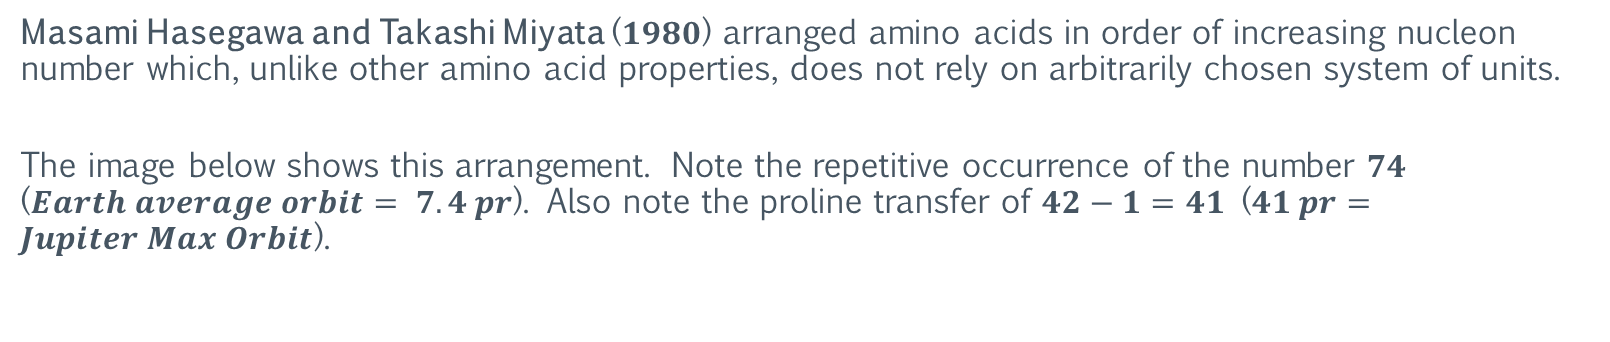 Masami Hasegawa and Takashi Miyata (1980) arranged amino acids in order of increasing nucleon
number which, unlike other amino acid properties, does not rely on arbitrarily chosen system of units.
The image below shows this arrangement. Note the repetitive occurrence of the number 74
(Earth average orbit = 7.4 pr). Also note the proline transfer of 42 − 1 = 41 (41 pr =
Jupiter Max Orbit).